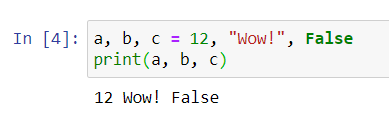 In [4]: a, b, c = 12, "Wow!", False
print(a, b, c)
12 Wow! False